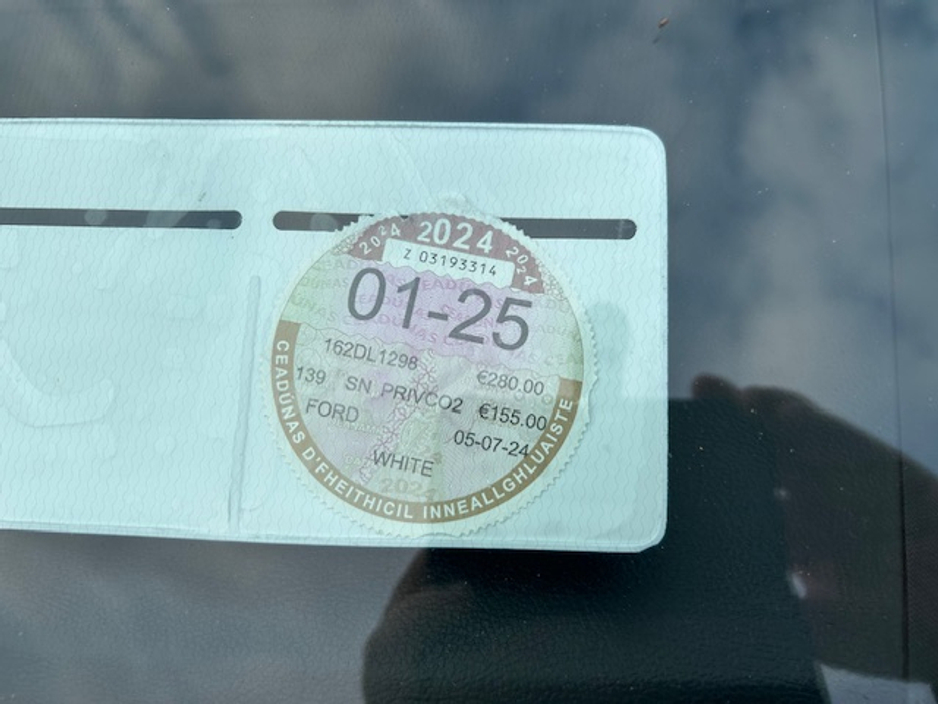 2024 2024 2024
Z 03193314
01-25
162DL1298 €280.00
139 SN PRIVCO2 €155.00
FORD 05-07-24
WHITE
2024
CEADÚNAS D'FHEITHICIL INNEALLGHLUAISTE